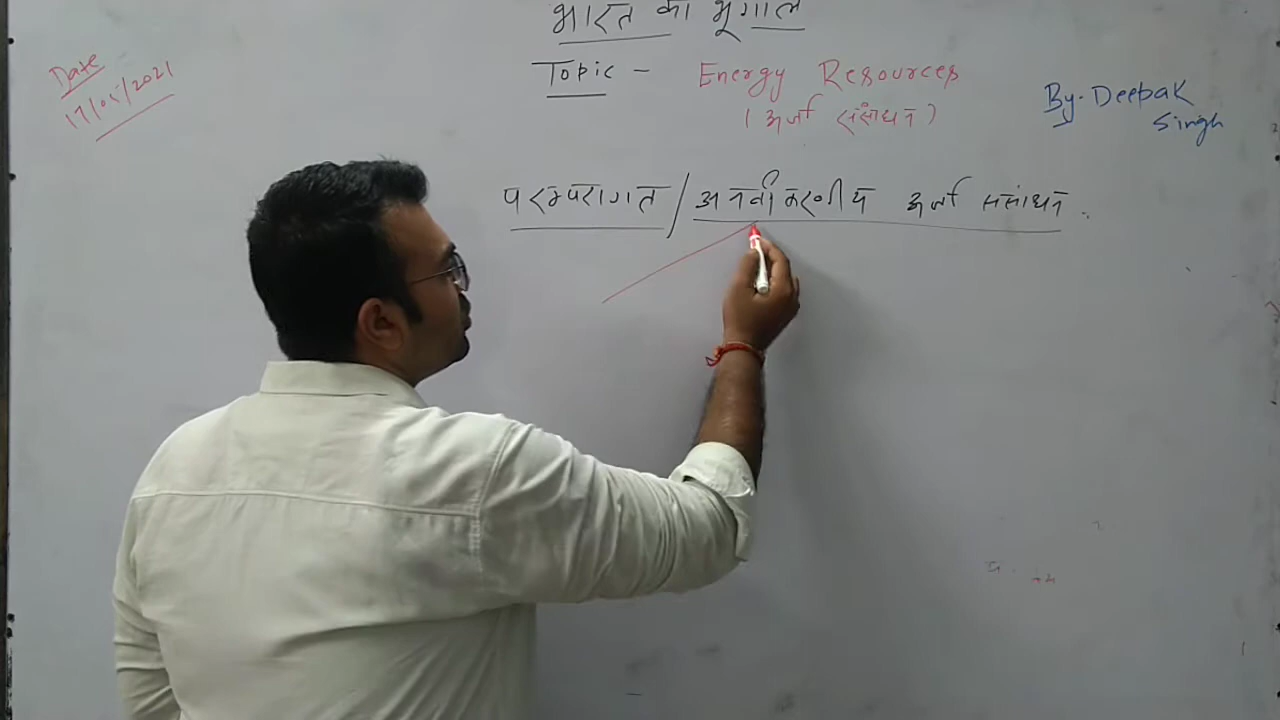 भारत का भूगोल
Topic - Energy Resources
(ऊर्जा संसाधन)
Date
17/05/2021
By- Deepak
Singh
परम्परागत / अनवीकरणीय ऊर्जा संसाधन.